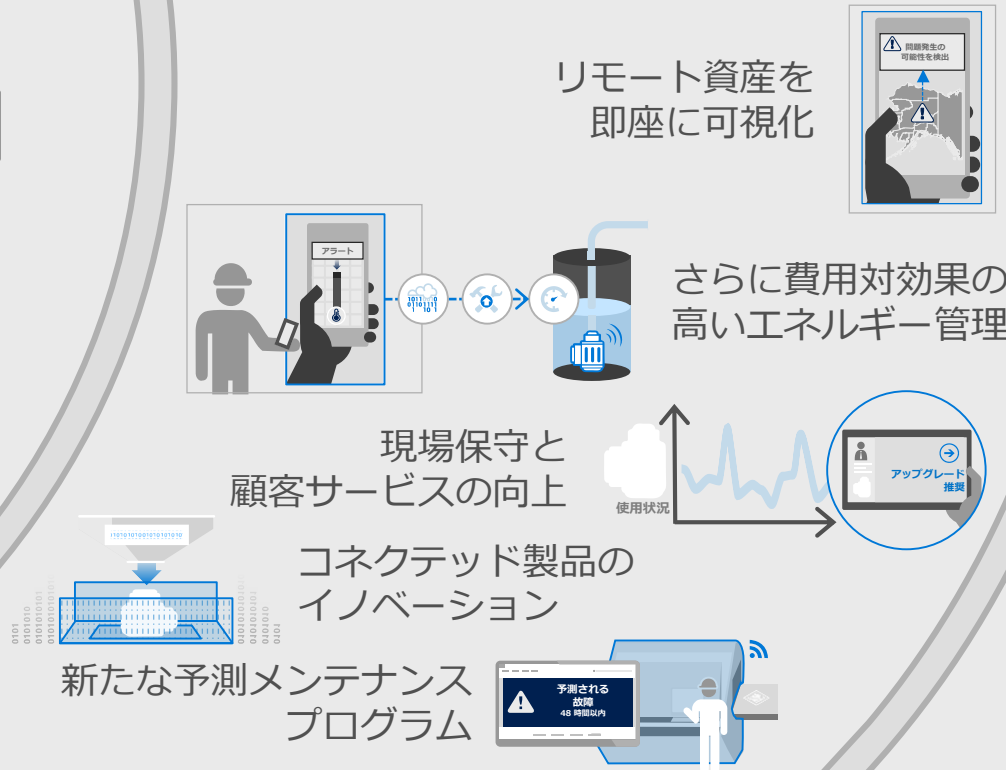 リモート資産を
即座に可視化
問題発生の
可能性を検出
アラート
さらに費用対効果の
高いエネルギー管理
現場保守と
顧客サービスの向上
使用状況
アップグレード
推奨
コネクテッド製品の
イノベーション
新たな予測メンテナンス
プログラム
予測される
故障
48 時間以内